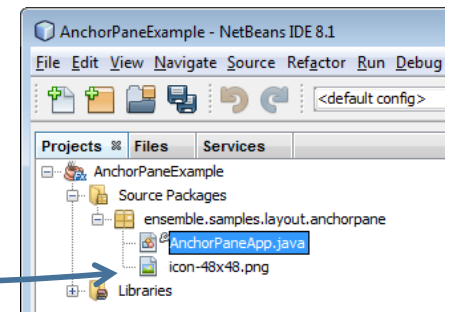 AnchorPaneExample - NetBeans IDE 8.1
File Edit View Navigate Source Refactor Run Debug
<default config>
Projects Files Services
AnchorPaneExample
Source Packages
ensemble.samples.layout.anchorpane
AnchorPaneApp.java
icon-48x48.png
Libraries